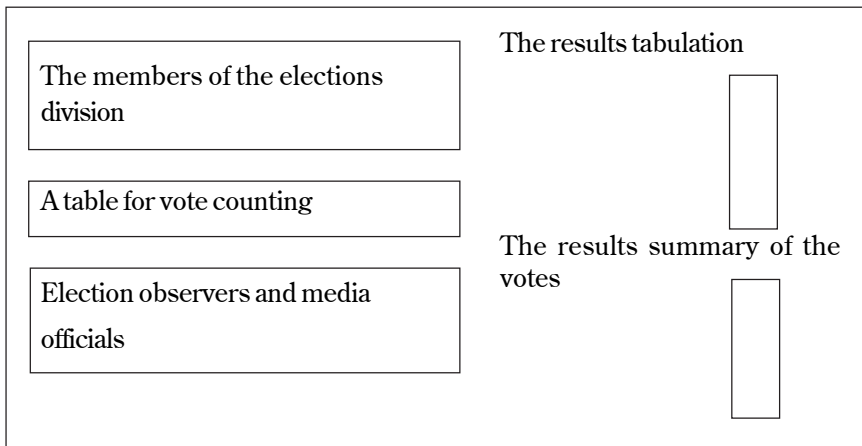 The members of the elections
division
A table for vote counting
Election observers and media
officials
The results tabulation
The results summary of the
votes